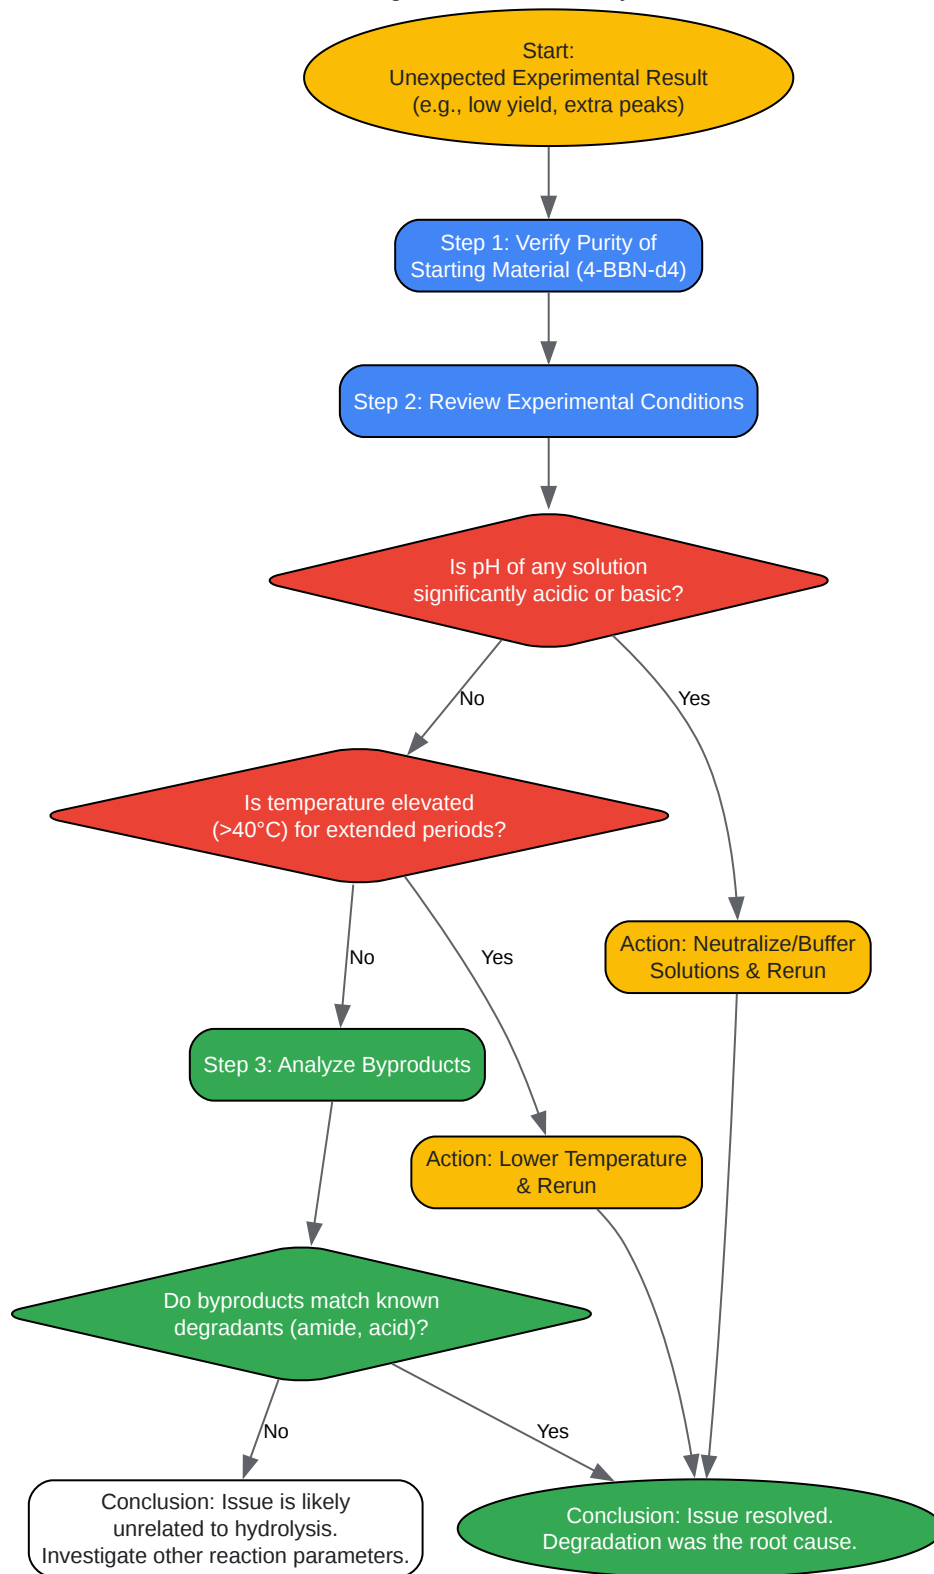 Start:
Unexpected Experimental Result
(e.g., low yield, extra peaks)
Step 1: Verify Purity of
Starting Material (4-BBN-d4)
Step 2: Review Experimental Conditions
Is pH of any solution
significantly acidic or basic?
No
Yes
Is temperature elevated
(>40°C) for extended periods?
Action: Neutralize/Buffer
Solutions & Rerun
No
Yes
Step 3: Analyze Byproducts
Action: Lower Temperature
& Rerun
Do byproducts match known
degradants (amide, acid)?
No
Yes
Conclusion: Issue is likely
unrelated to hydrolysis.
Investigate other reaction parameters.
Conclusion: Issue resolved.
Degradation was the root cause.